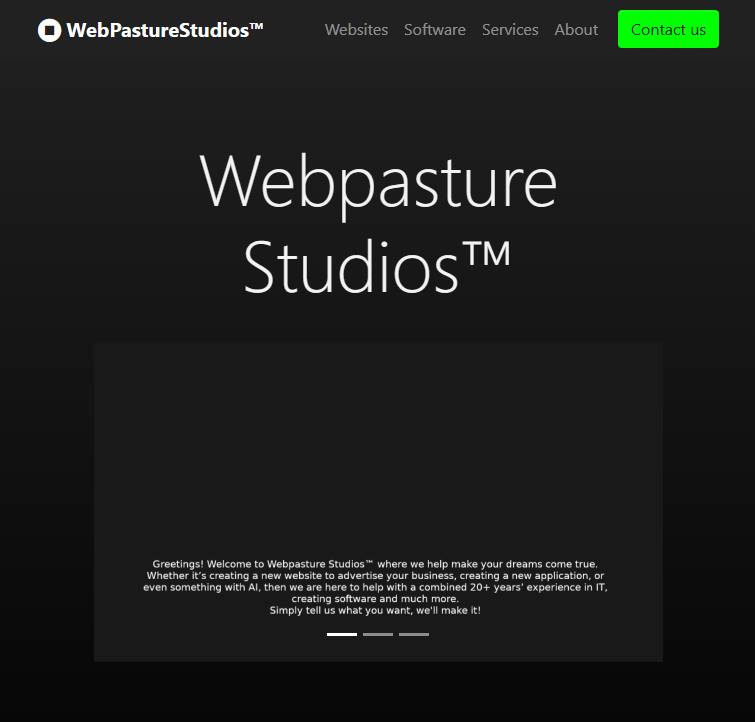 WebPastureStudios™ Websites Software Services About Contact us
Webpasture
Studios™
Greetings! Welcome to Webpasture Studios™ where we help make your dreams come true.
Whether it’s creating a new website to advertise your business, creating a new application, or
even something with AI, then we are here to help with a combined 20+ years’ experience in IT,
creating software and much more.
Simply tell us what you want, we'll make it!